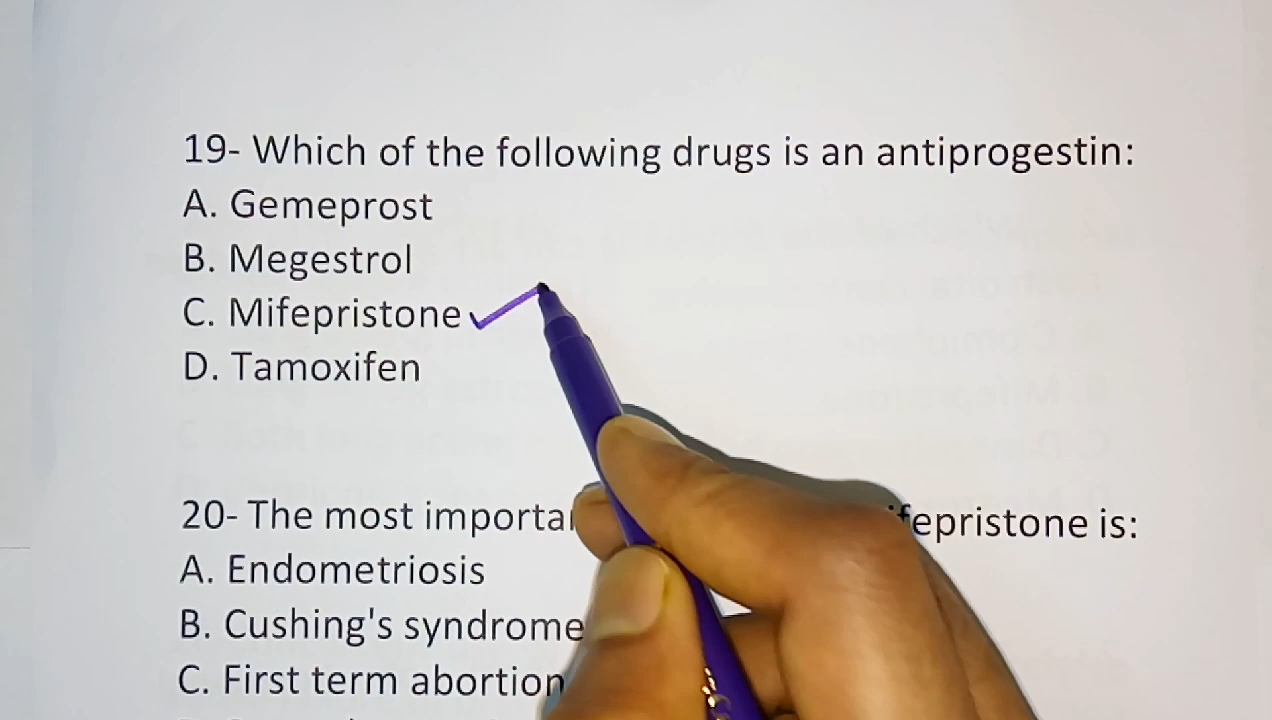 19- Which of the following drugs is an antiprogestin:
A. Gemeprost
B. Megestrol
C. Mifepristone
D. Tamoxifen
20- The most ifepristone is:
A. Endometriosis
B. Cushing's syndrome
C. First term abortion